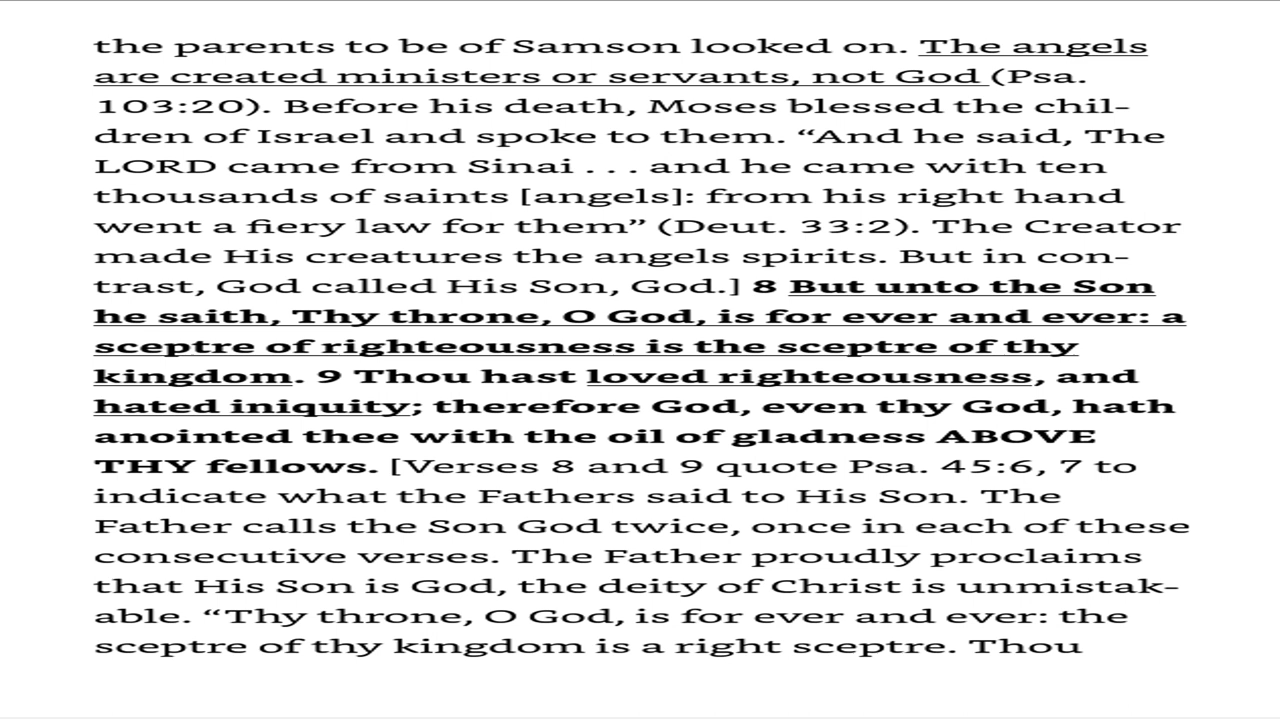 the parents to be of Samson looked on. The angels
are created ministers or servants, not God (Psa.
103:20). Before his death, Moses blessed the chil-
dren of Israel and spoke to them. “And he said, The
LORD came from Sinai . . . and he came with ten
thousands of saints [angels]: from his right hand
went a fiery law for them” (Deut. 33:2). The Creator
made His creatures the angels spirits. But in con-
trast, God called His Son, God.] 8 But unto the Son
he saith, Thy throne, O God, is for ever and ever: a
sceptre of righteousness is the sceptre of thy
kingdom. 9 Thou hast loved righteousness, and
hated iniquity; therefore God, even thy God, hath
anointed thee with the oil of gladness ABOVE
THY fellows. [Verses 8 and 9 quote Psa. 45:6, 7 to
indicate what the Fathers said to His Son. The
Father calls the Son God twice, once in each of these
consecutive verses. The Father proudly proclaims
that His Son is God, the deity of Christ is unmistak-
able. “Thy throne, O God, is for ever and ever: the
sceptre of thy kingdom is a right sceptre. Thou